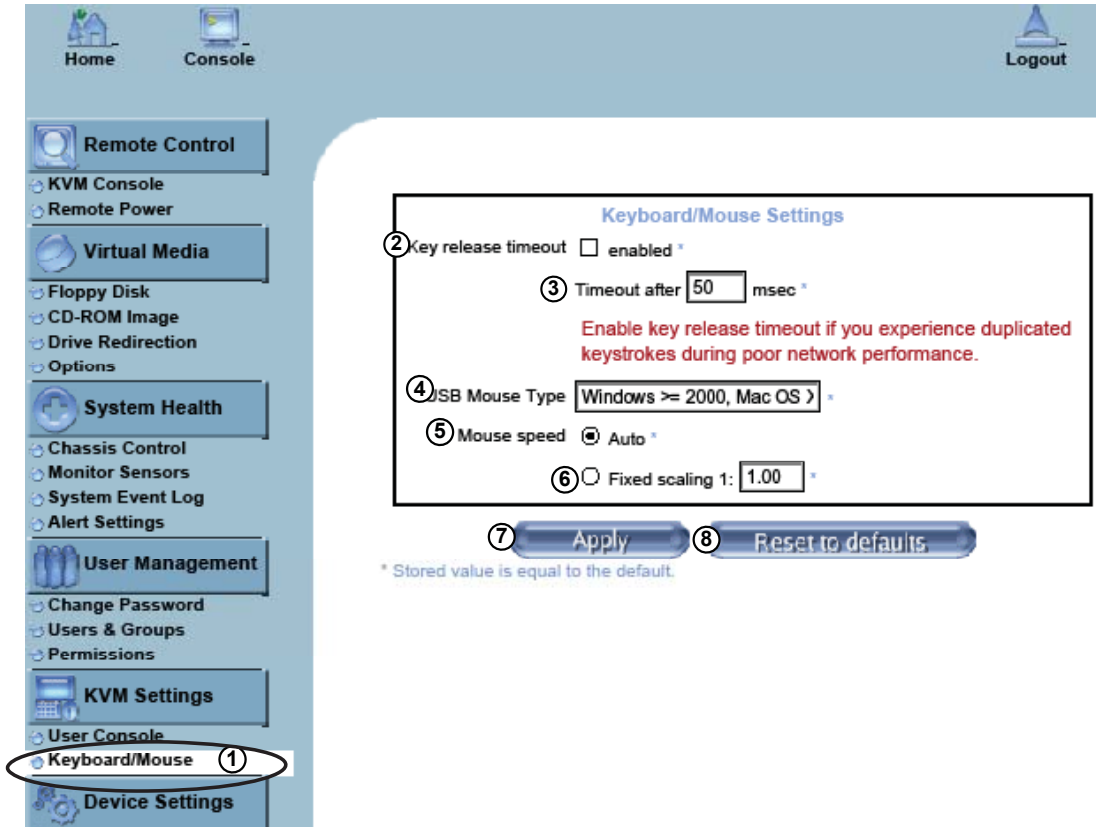 Home
Console
Logout
Remote Control
KVM Console
Remote Power
Virtual Media
Floppy Disk
CD-ROM Image
Drive Redirection
Options
System Health
Chassis Control
Monitor Sensors
System Event Log
Alert Settings
User Management
Change Password
Users & Groups
Permissions
KVM Settings
User Console
Keyboard/Mouse ①
Device Settings
Keyboard/Mouse Settings
② Key release timeout enabled *
③ Timeout after 50 msec *
Enable key release timeout if you experience duplicated
keystrokes during poor network performance.
④ USB Mouse Type Windows >= 2000, Mac OS X *
⑤ Mouse speed Auto *
⑥ Fixed scaling 1: 1.00 *
⑦ Apply ⑧ Reset to defaults
* Stored value is equal to the default.